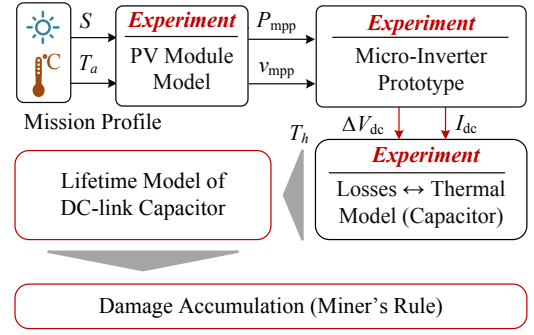 S
Experiment
P_mpp
Experiment
°C
T_a
PV Module
Model
v_mpp
Micro-Inverter
Prototype
Mission Profile
ΔV_dc
I_dc
T_h
Experiment
Lifetime Model of
DC-link Capacitor
Losses ↔ Thermal
Model (Capacitor)
Damage Accumulation (Miner's Rule)